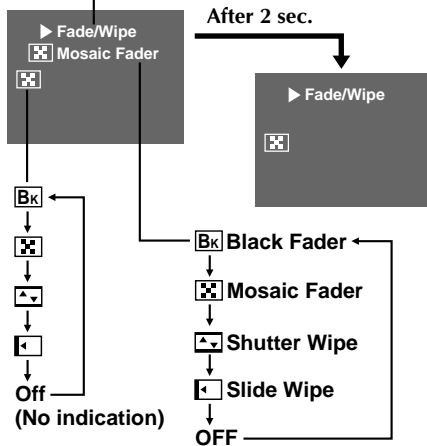 After 2 sec.
▶ Fade/Wipe
Mosaic Fader
▶ Fade/Wipe
BK
Off
(No indication)
BK Black Fader
Mosaic Fader
Shutter Wipe
Slide Wipe
OFF